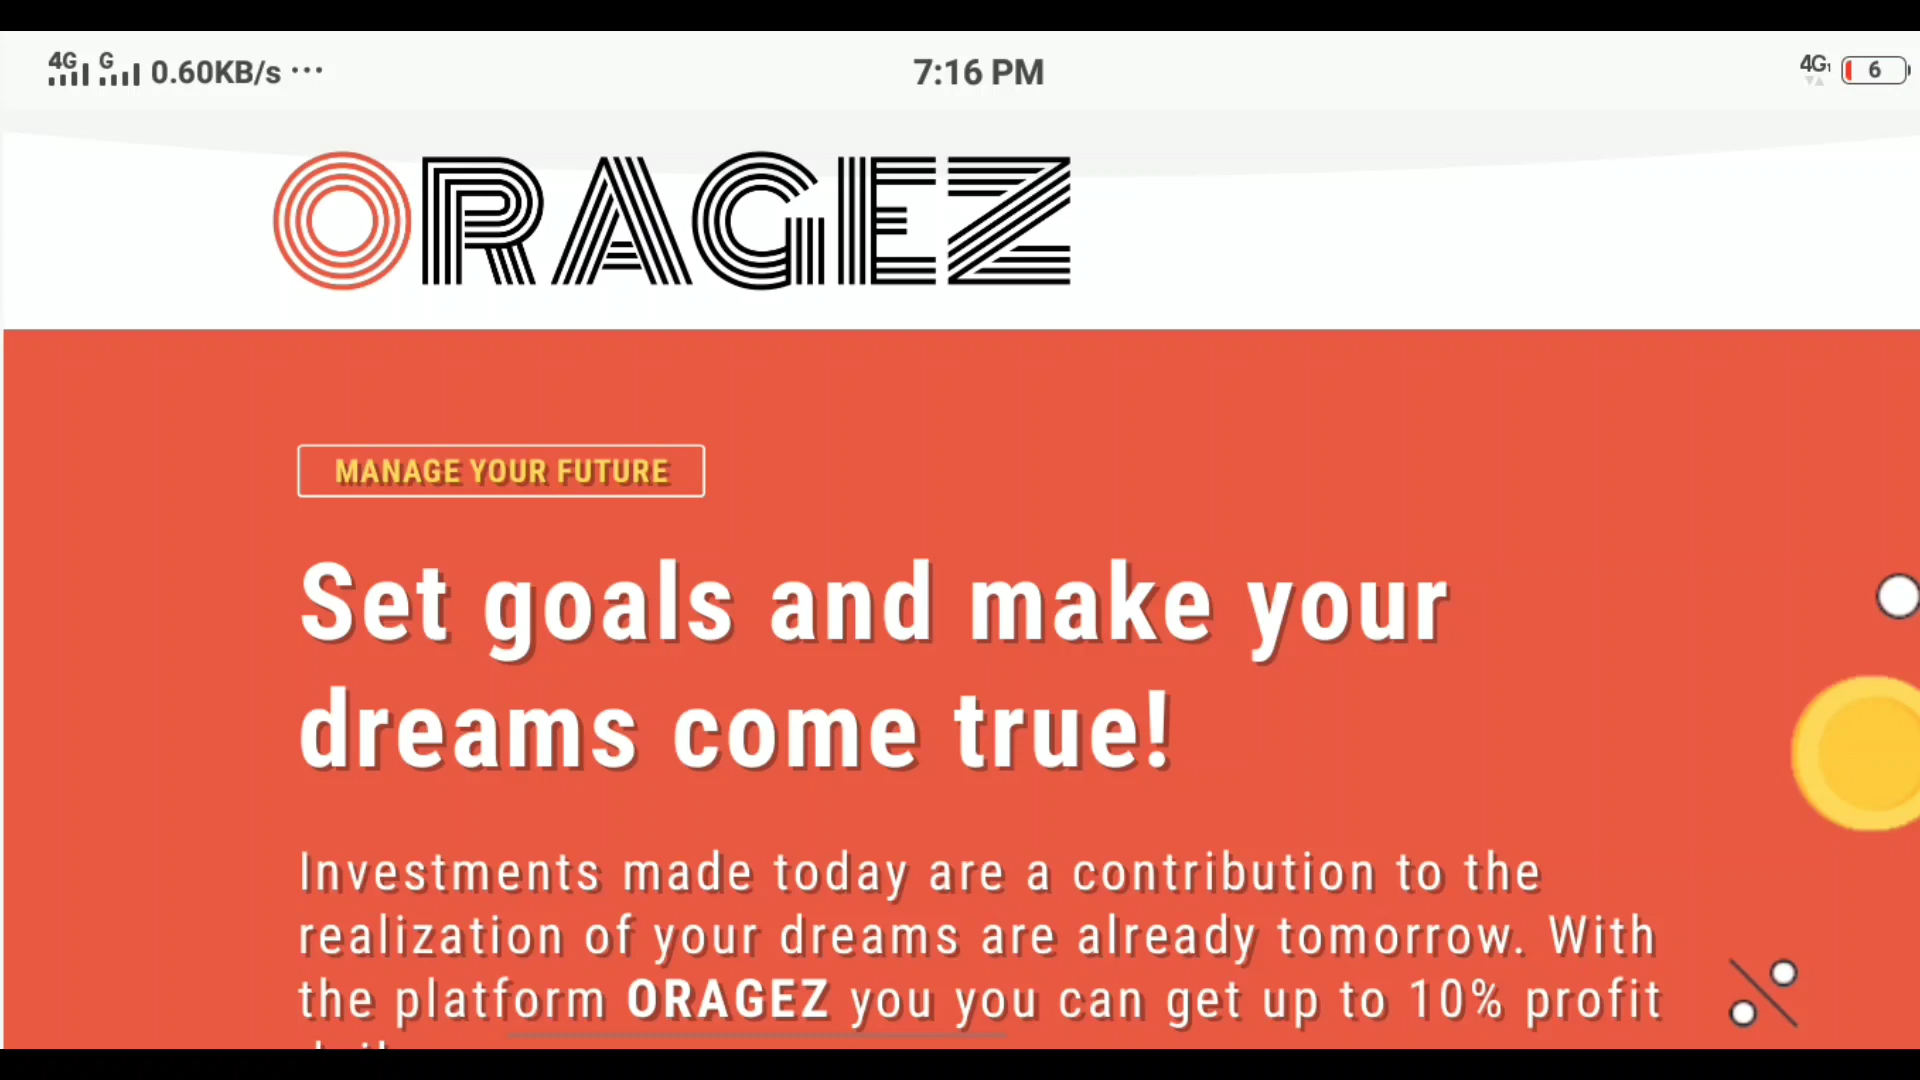 4G G 0.60KB/s ... 7:16 PM 4G1 6
ORAGEZ
MANAGE YOUR FUTURE
Set goals and make your
dreams come true!
Investments made today are a contribution to the
realization of your dreams are already tomorrow. With
the platform ORAGEZ you you can get up to 10% profit